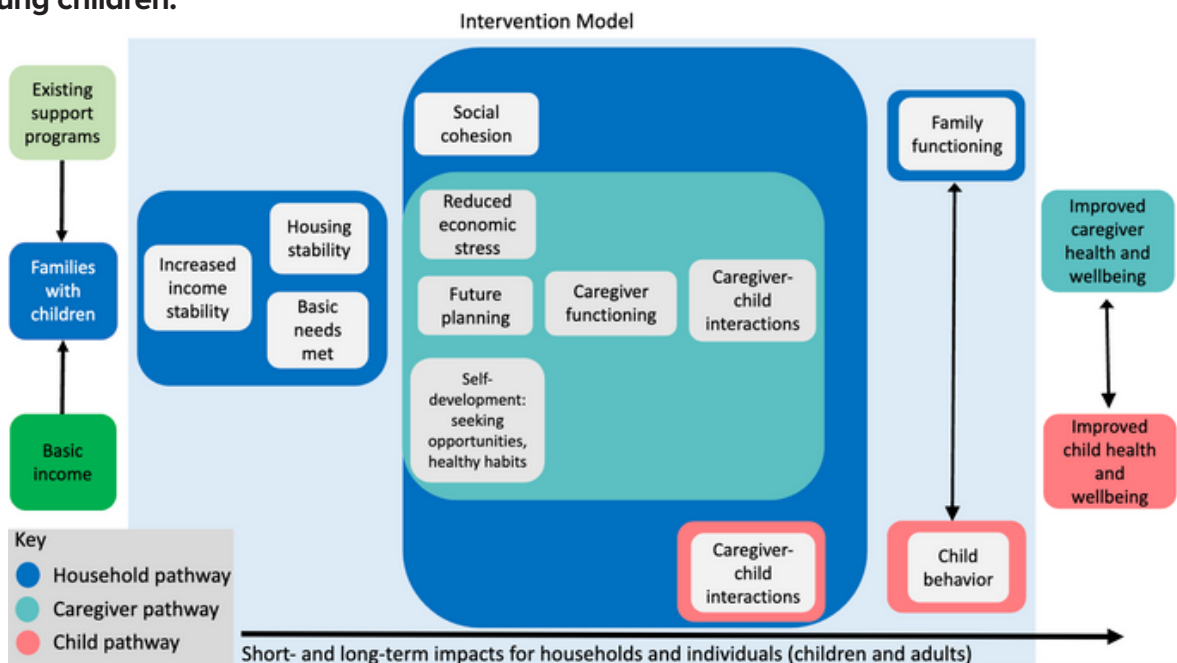 ung children.
Intervention Model
Existing
support
programs
Families
with
children
Basic
income
Increased
income
stability
Housing
stability
Basic
needs
met
Social
cohesion
Reduced
economic
stress
Future
planning
Self-
development:
seeking
opportunities,
healthy habits
Caregiver
functioning
Caregiver-
child
interactions
Caregiver-
child
interactions
Family
functioning
Child
behavior
Improved
caregiver
health and
wellbeing
Improved
child health
and
wellbeing
Key
Household pathway
Caregiver pathway
Child pathway
Short- and long-term impacts for households and individuals (children and adults)